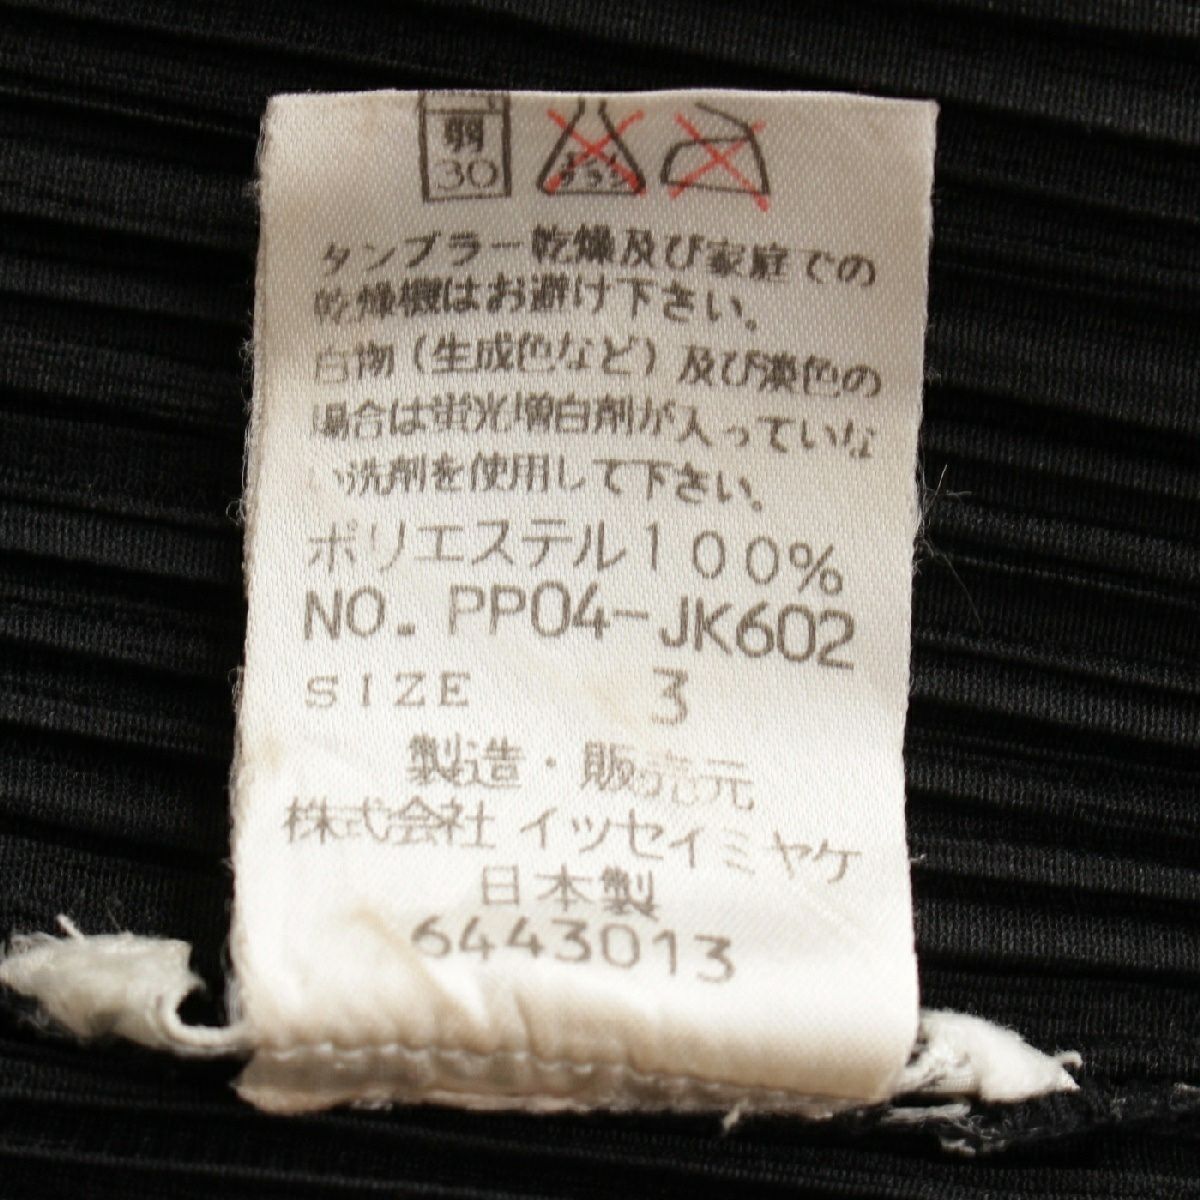 弱
30
タンブラー乾燥及び家庭での
乾燥機はお避け下さい。
白物（生成色など）及び淡色の
場合は蛍光増白剤が入っていな
い洗剤を使用して下さい。
ポリエステル100%
NO. PP04-JK602
SIZE 3
製造・販売元
株式会社 イッセイミヤケ
日本製
6443013